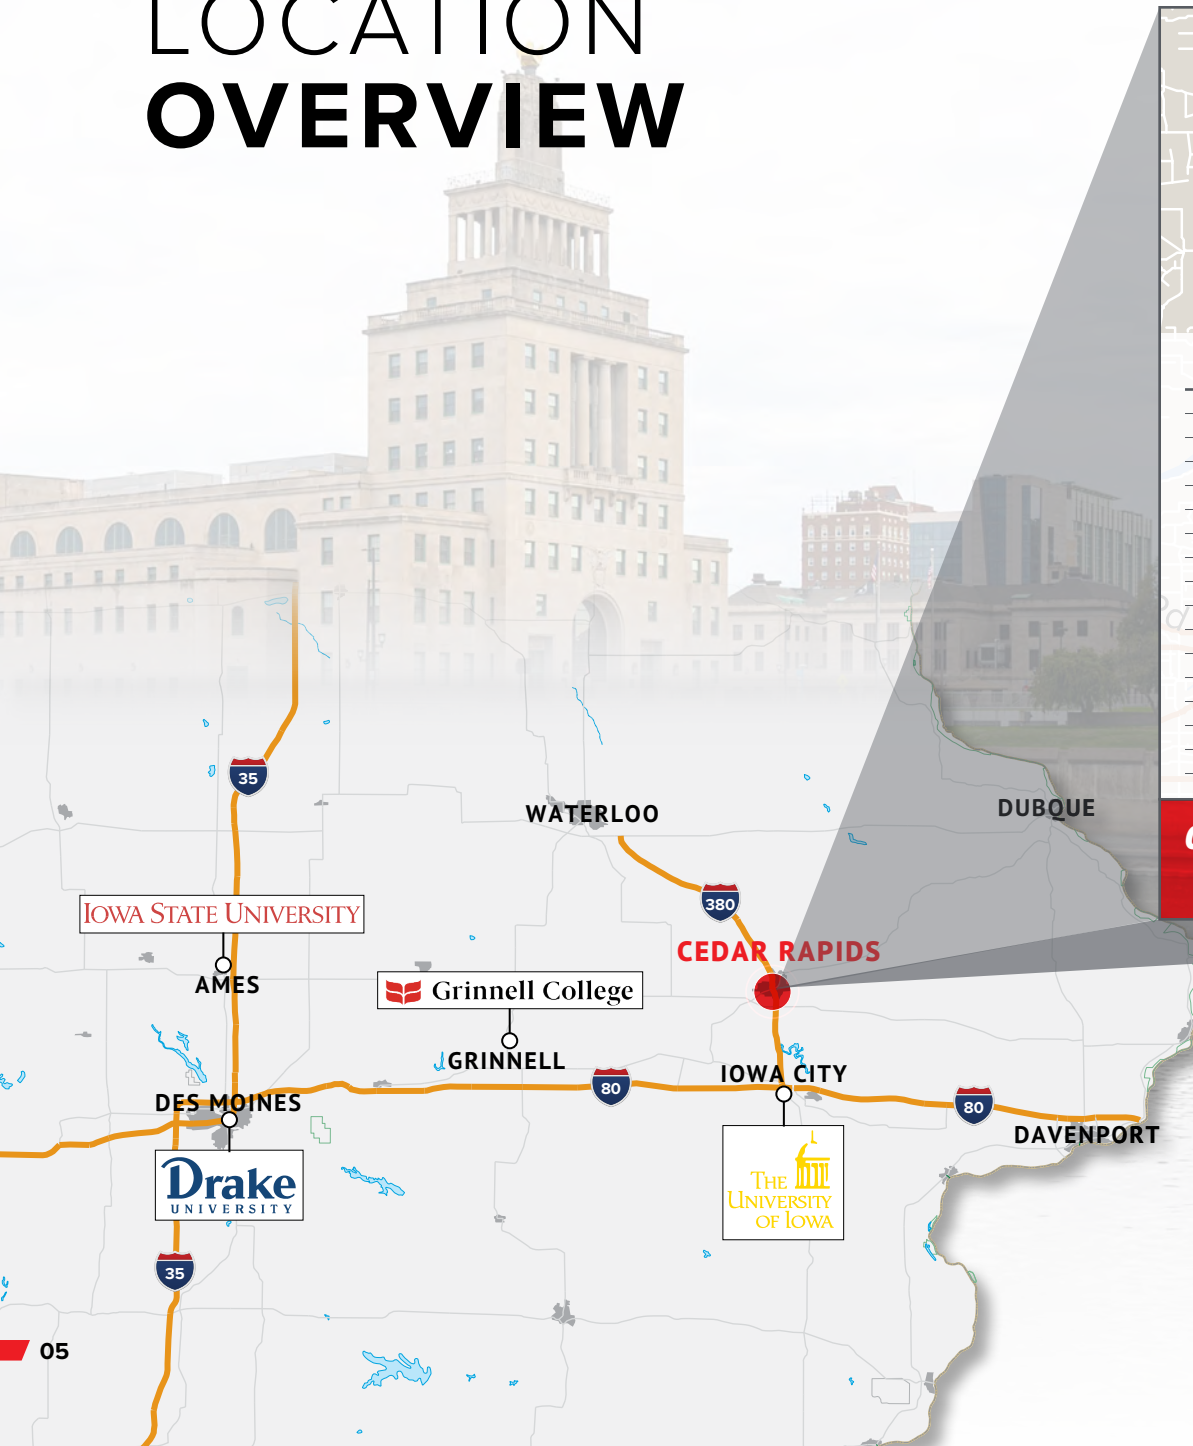 LOCATION
OVERVIEW
35
WATERLOO
DUBQUE
380
IOWA STATE UNIVERSITY
CEDAR RAPIDS
AMES
Grinnell College
GRINNELL
IOWA CITY
80
80
DES MOINES
DAVENPORT
Drake
UNIVERSITY
THE
UNIVERSITY
OF IOWA
35
05